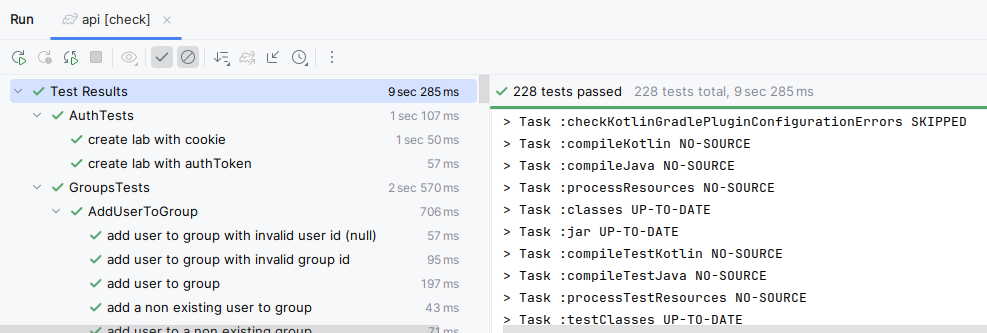 Run api [check]
Test Results 9 sec 285 ms
AuthTests 1 sec 107 ms
create lab with cookie 1 sec 50 ms
create lab with authToken 57 ms
GroupsTests 2 sec 570 ms
AddUserToGroup 706 ms
add user to group with invalid user id (null) 57 ms
add user to group with invalid group id 95 ms
add user to group 197 ms
add a non existing user to group 43 ms
add user to a non existing group 71 ms
228 tests passed 228 tests total, 9 sec 285 ms
> Task :checkKotlinGradlePluginConfigurationErrors SKIPPED
> Task :compileKotlin NO-SOURCE
> Task :compileJava NO-SOURCE
> Task :processResources NO-SOURCE
> Task :classes UP-TO-DATE
> Task :jar UP-TO-DATE
> Task :compileTestKotlin NO-SOURCE
> Task :compileTestJava NO-SOURCE
> Task :processTestResources NO-SOURCE
> Task :testClasses UP-TO-DATE